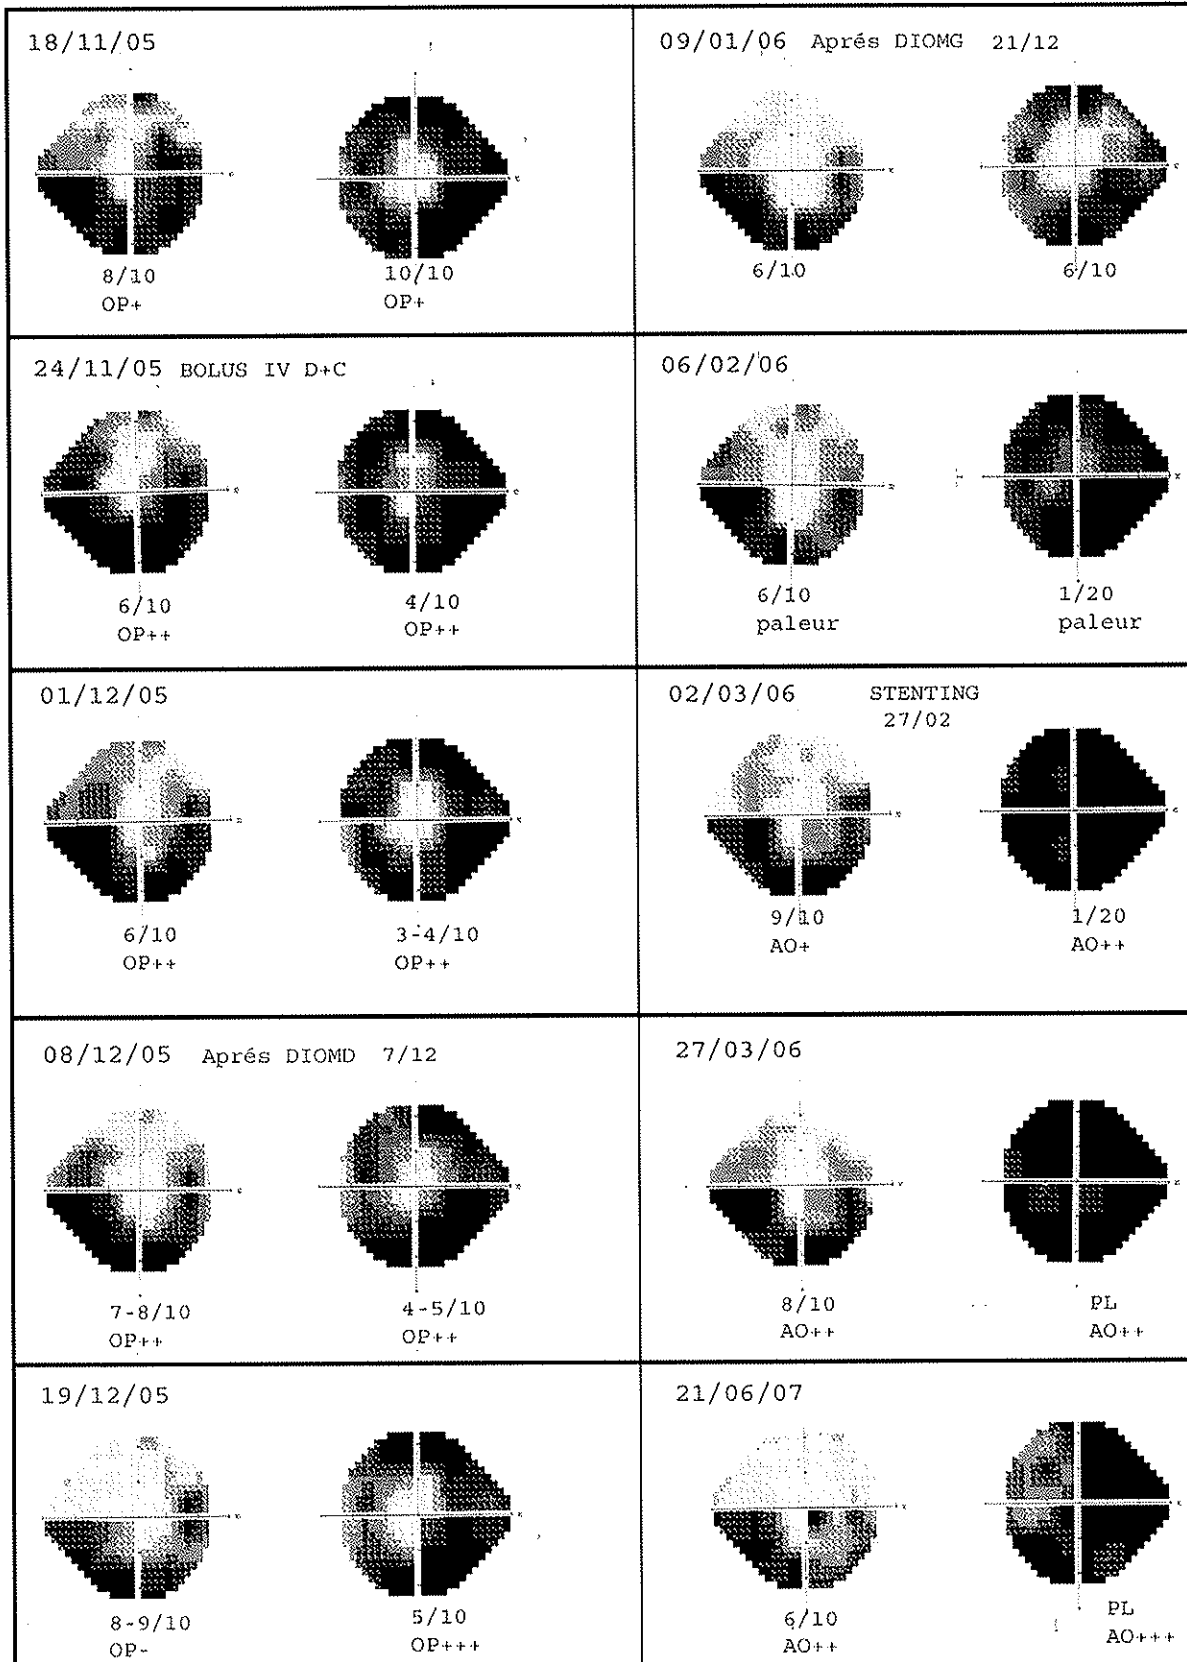 18/11/05
8/10 10/10
OP+ OP+
24/11/05 BOLUS IV D+C
6/10 4/10
OP++ OP++
01/12/05
6/10 3-4/10
OP++ OP++
08/12/05 Aprés DIOMD 7/12
7-8/10 4-5/10
OP++ OP++
19/12/05
8-9/10 5/10
OP- OP+++
09/01/06 Aprés DIOMG 21/12
6/10 6/10
06/02/06
6/10 1/20
paleur paleur
02/03/06 STENTING
27/02
9/10 1/20
AO+ AO++
27/03/06
8/10 PL
AO++ AO++
21/06/07
6/10 PL
AO++ AO+++